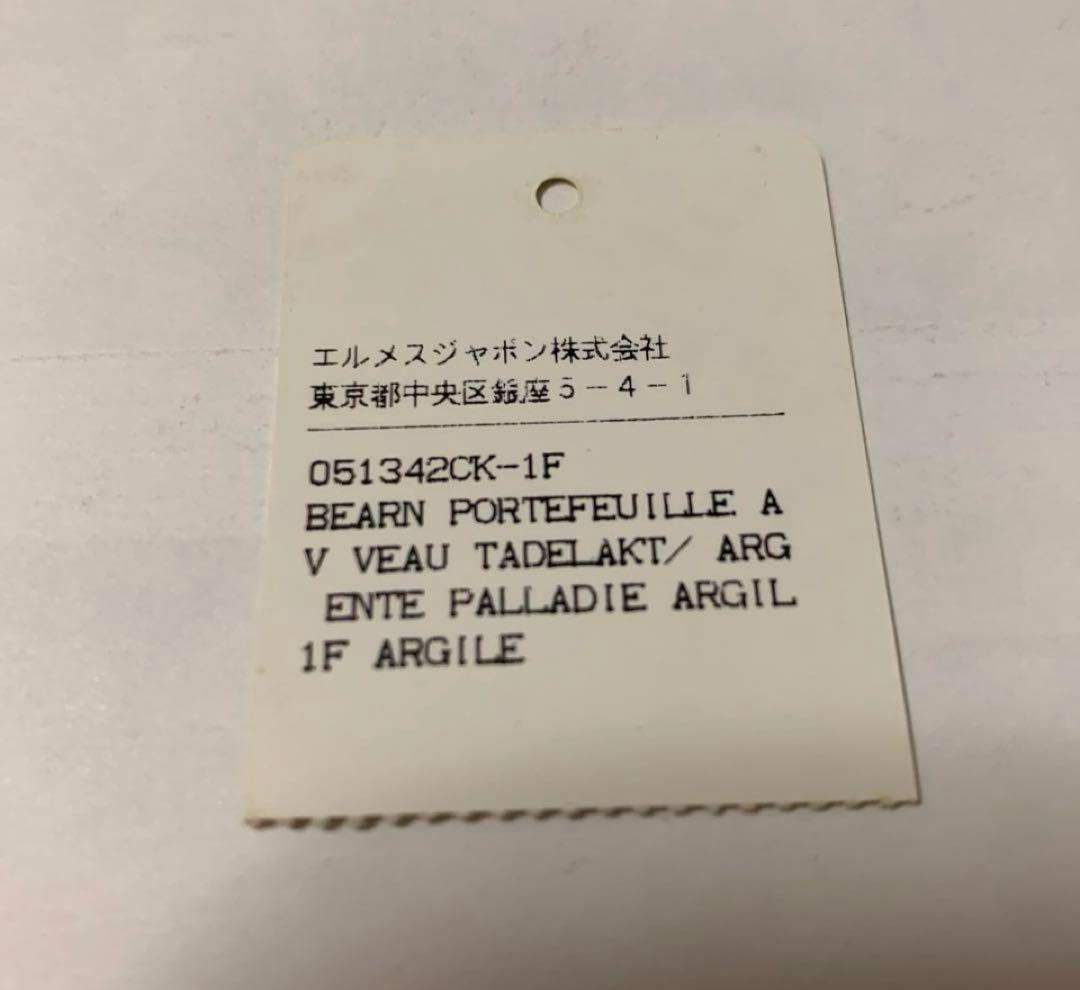 エルメスジャポン株式会社
東京都中央区銀座5-4-1
051342CK-1F
BEARN PORTEFEUILLE A
V VEAU TADELAKT/ ARG
ENTE PALLADIE ARGIL
1F ARGILE